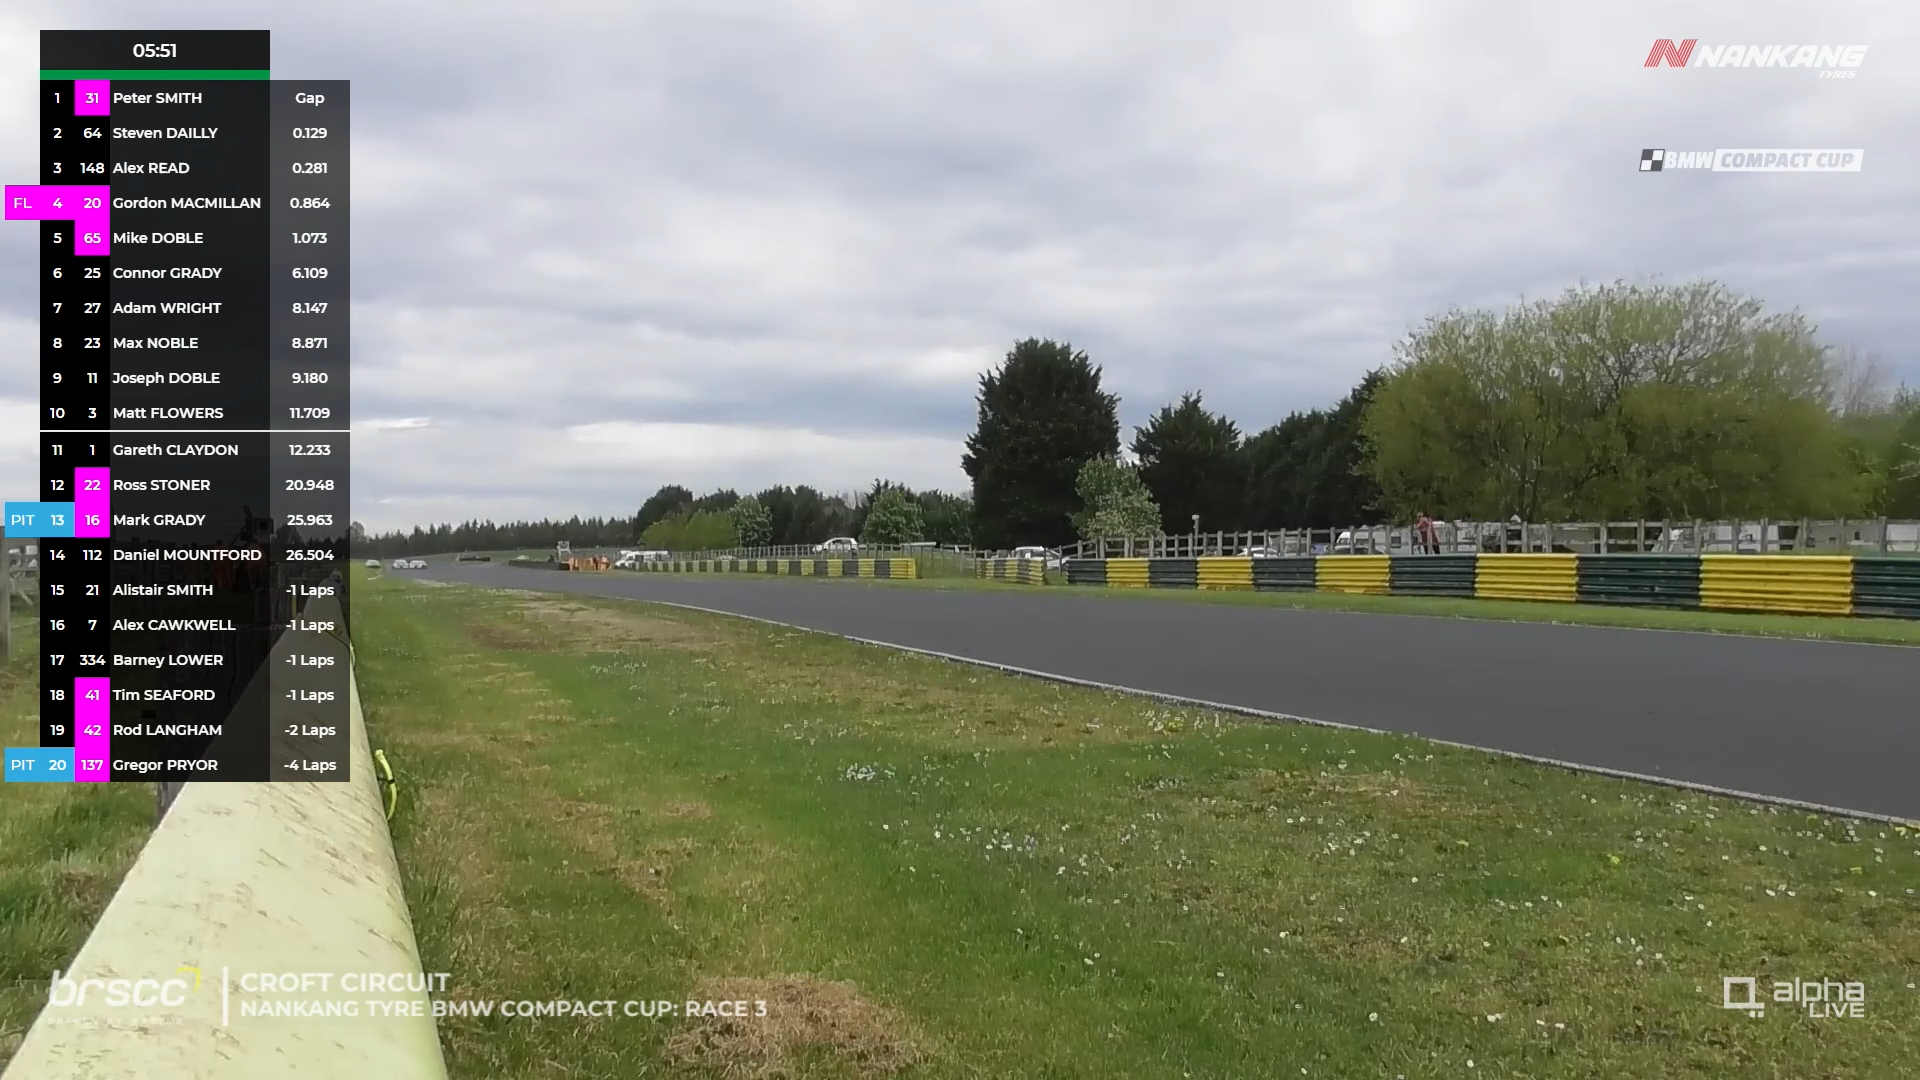 05:51
1 31 Peter SMITH Gap
2 64 Steven DAILLY 0.129
3 148 Alex READ 0.281
FL 4 20 Gordon MACMILLAN 0.864
5 65 Mike DOBLE 1.073
6 25 Connor GRADY 6.109
7 27 Adam WRIGHT 8.147
8 23 Max NOBLE 8.871
9 11 Joseph DOBLE 9.180
10 3 Matt FLOWERS 11.709
11 1 Gareth CLAYDON 12.233
12 22 Ross STONER 20.948
PIT 13 16 Mark GRADY 25.963
14 112 Daniel MOUNTFORD 26.504
15 21 Alistair SMITH -1 Laps
16 7 Alex CAWKWELL -1 Laps
17 334 Barney LOWER -1 Laps
18 41 Tim SEAFORD -1 Laps
19 42 Rod LANGHAM -2 Laps
PIT 20 137 Gregor PRYOR -4 Laps
NANKANG
TYRES
BMW COMPACT CUP
brscc
CROFT CIRCUIT
NANKANG TYRE BMW COMPACT CUP: RACE 3
alpha
LIVE